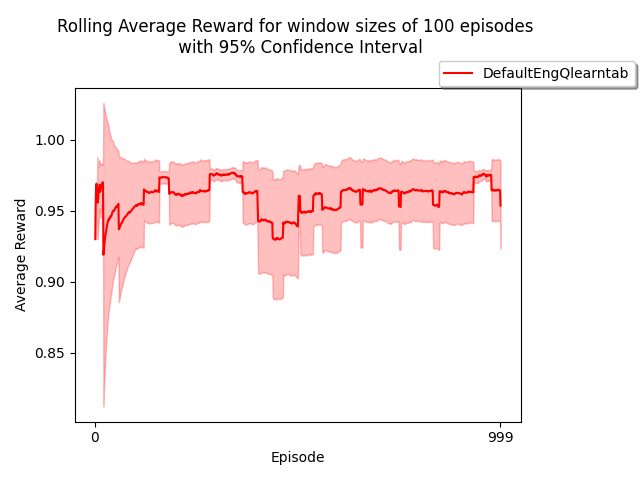 Rolling Average Reward for window sizes of 100 episodes
with 95% Confidence Interval
DefaultEngQlearntab
1.00
0.95
0.90
0.85
Average Reward
0
999
Episode